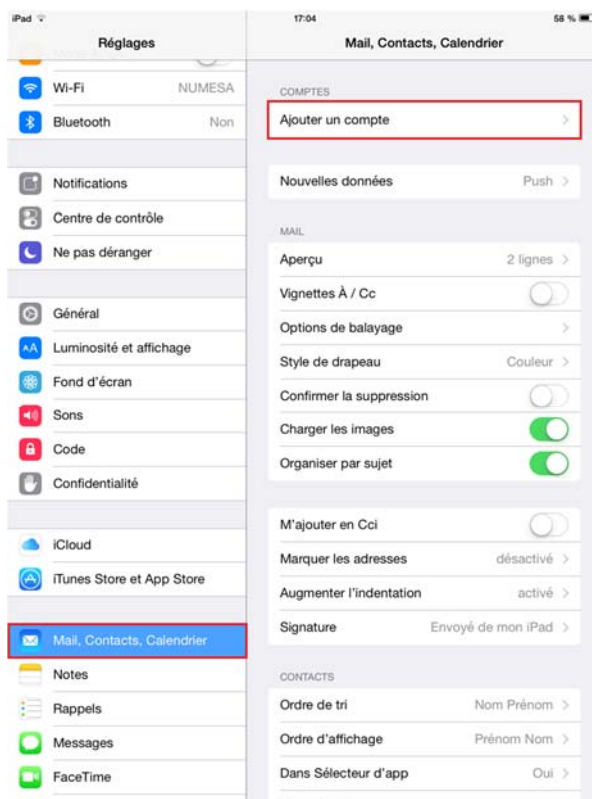 iPad 17:04 58 %
Réglages
Wi-Fi NUMESA
Bluetooth Non
Notifications
Centre de contrôle
Ne pas déranger
Général
AA Luminosité et affichage
Fond d'écran
Sons
Code
Confidentialité
iCloud
iTunes Store et App Store
Mail, Contacts, Calendrier
Notes
Rappels
Messages
FaceTime
Mail, Contacts, Calendrier
COMPTES
Ajouter un compte
Nouvelles données Push
MAIL
Aperçu 2 lignes
Vignettes À / Cc
Options de balayage
Style de drapeau Couleur
Confirmer la suppression
Charger les images
Organiser par sujet
M'ajouter en Cci
Marquer les adresses désactivé
Augmenter l'indentation activé
Signature Envoyé de mon iPad
CONTACTS
Ordre de tri Nom Prénom
Ordre d'affichage Prénom Nom
Dans Sélecteur d'app Oui